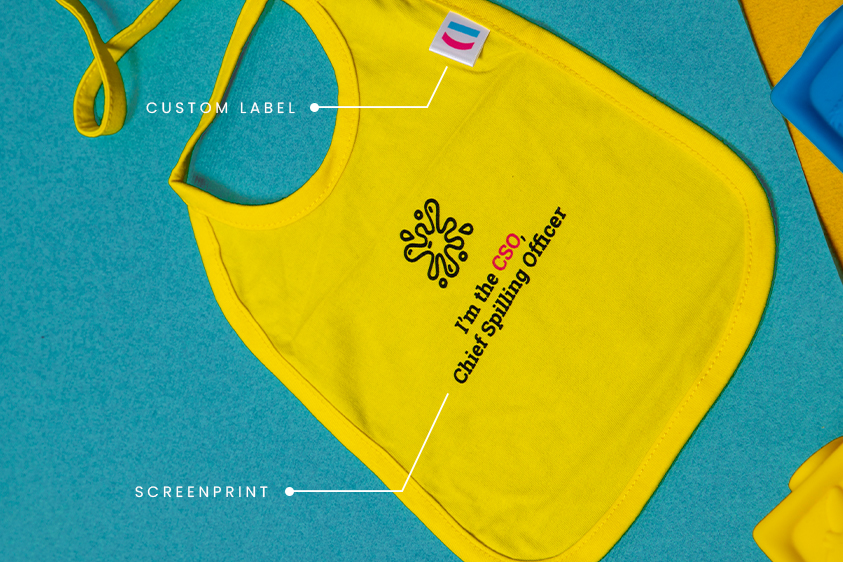 CUSTOM LABEL
I'm the CSO,
Chief Spilling Officer
SCREENPRINT